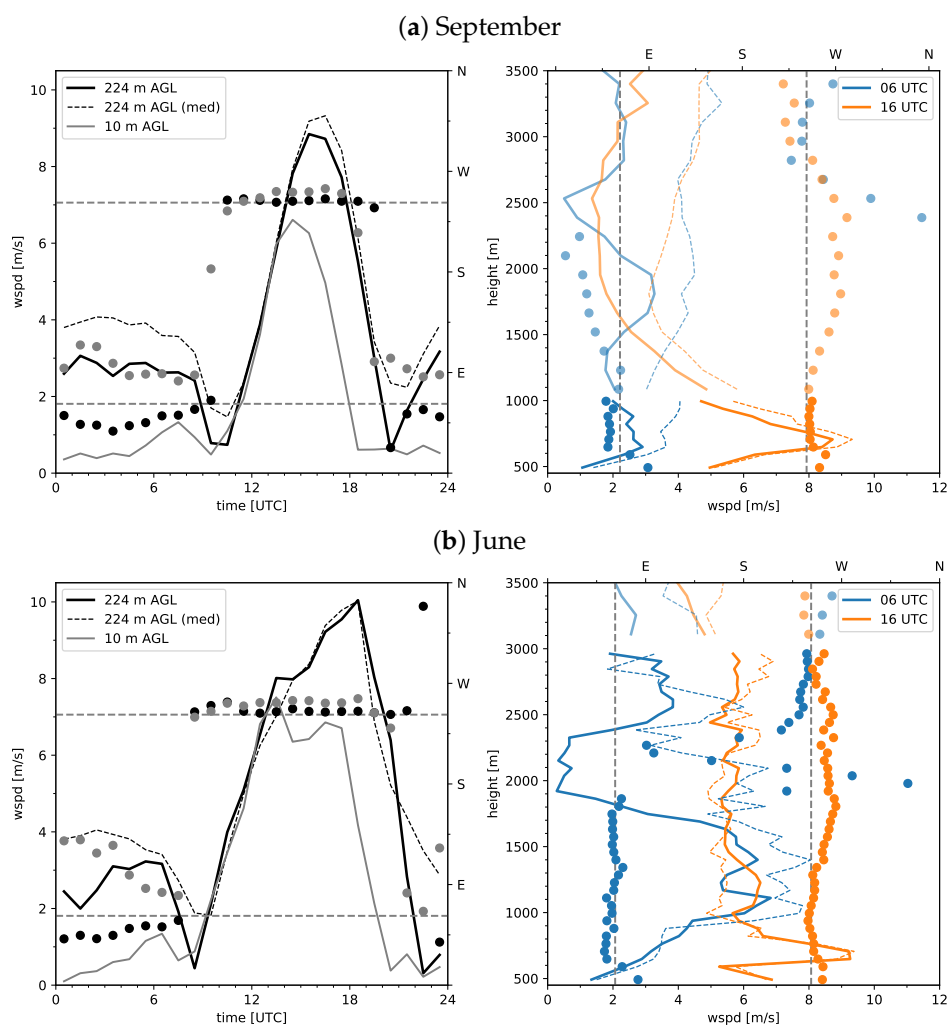 (a) September
E S W N
10
8
6
4
2
0
wspd [m/s]
224 m AGL
224 m AGL (med)
10 m AGL
N
W
S
E
0 6 12 18 24
time [UTC]
3500
3000
2500
2000
1500
1000
500
height [m]
06 UTC
16 UTC
0 2 4 6 8 10 12
wspd [m/s]
(b) June
E S W N
10
8
6
4
2
0
wspd [m/s]
224 m AGL
224 m AGL (med)
10 m AGL
N
W
S
E
0 6 12 18 24
time [UTC]
3500
3000
2500
2000
1500
1000
500
height [m]
06 UTC
16 UTC
0 2 4 6 8 10 12
wspd [m/s]